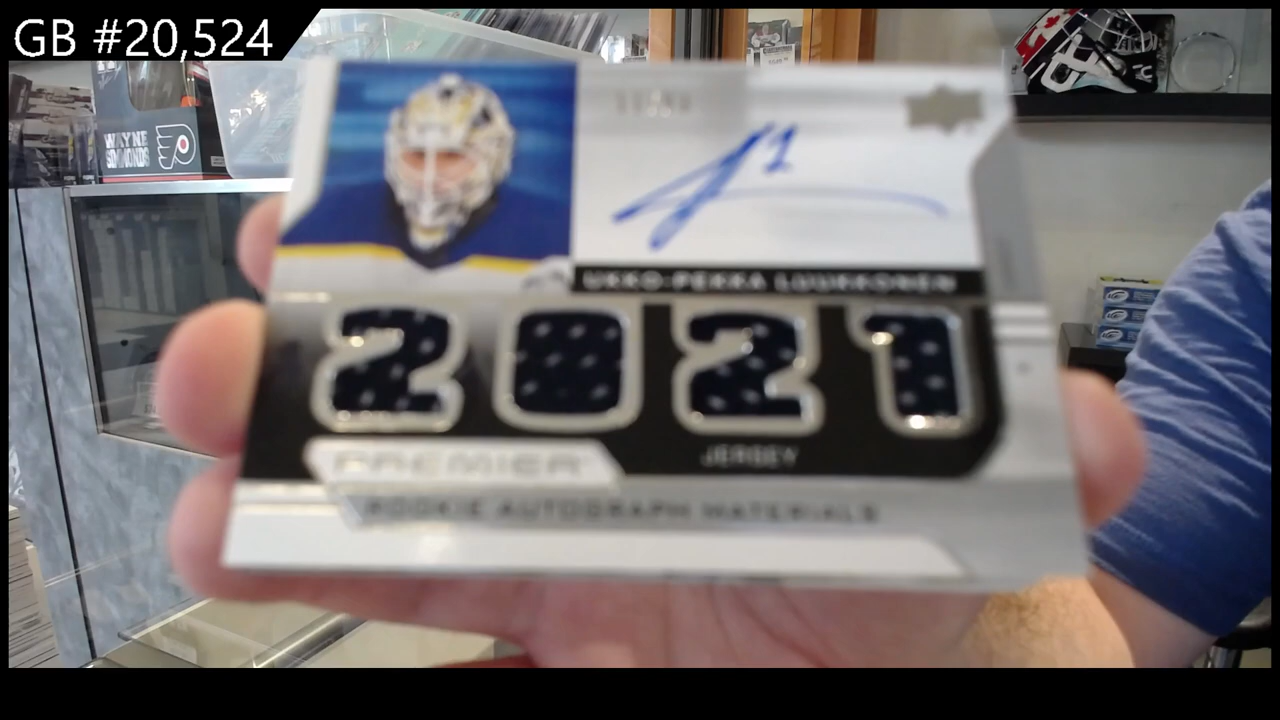 GB #20,524
WAYNE
SIMMONDS
UKKO-PEKKA LUUKKONEN
2021
JERSEY
PREMIER
ROOKIE AUTOGRAPH MATERIALS